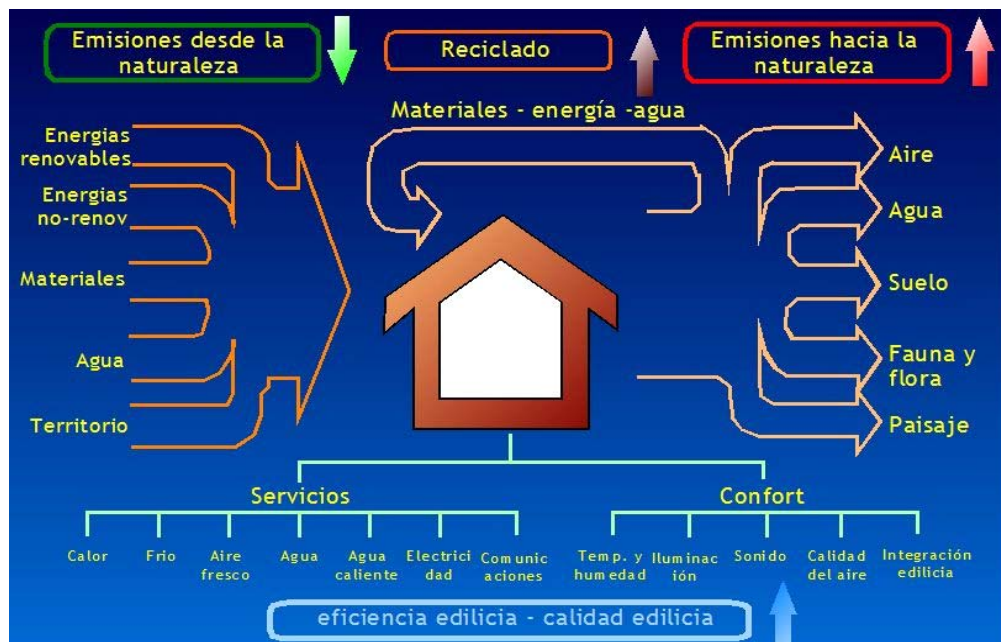 Emisiones desde la
naturaleza
Reciclado
Emisiones hacia la
naturaleza
Materiales - energía -agua
Energias
renovables
Energias
no-renov
Materiales
Agua
Territorio
Aire
Agua
Suelo
Fauna y
flora
Paisaje
Servicios
Confort
Calor
Frio
Aire
fresco
Agua
Agua
caliente
Electrici
dad
Comunic
aciones
Temp. y
humedad
Iluminac
ión
Sonido
Calidad
del aire
Integración
edilicia
eficiencia edilicia - calidad edilicia